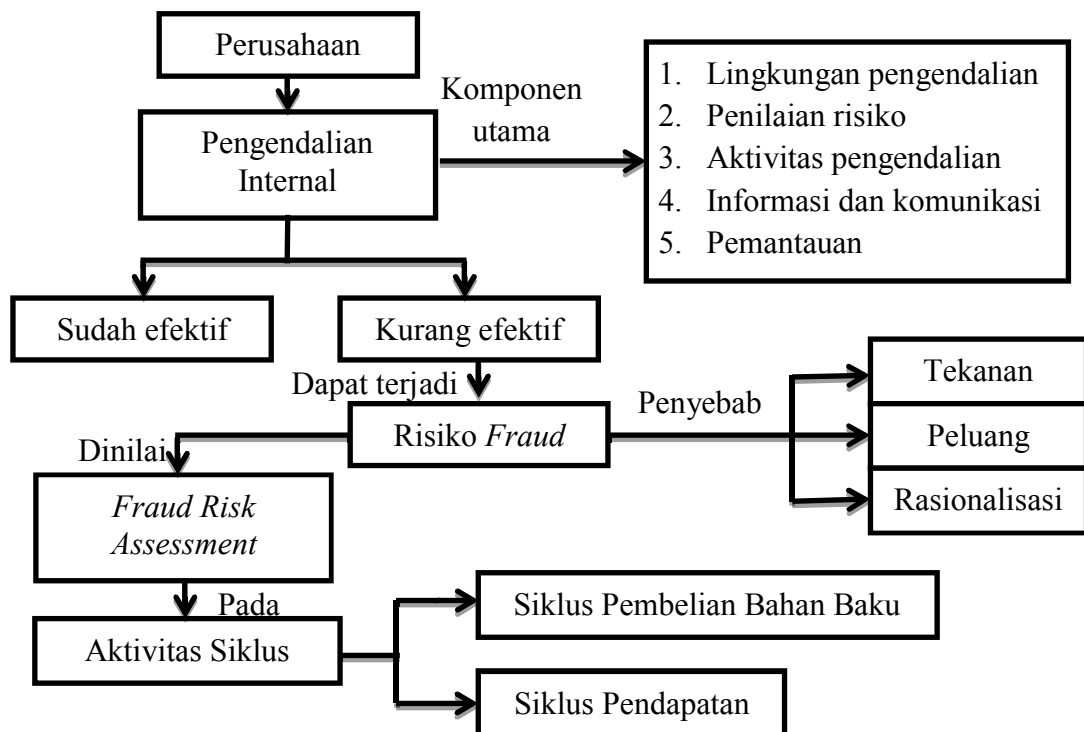 Perusahaan
Komponen
utama
Pengendalian
Internal
1. Lingkungan pengendalian
2. Penilaian risiko
3. Aktivitas pengendalian
4. Informasi dan komunikasi
5. Pemantauan
Sudah efektif
Kurang efektif
Dapat terjadi
Risiko Fraud
Penyebab
Tekanan
Peluang
Rasionalisasi
Dinilai
Fraud Risk
Assessment
Pada
Aktivitas Siklus
Siklus Pembelian Bahan Baku
Siklus Pendapatan